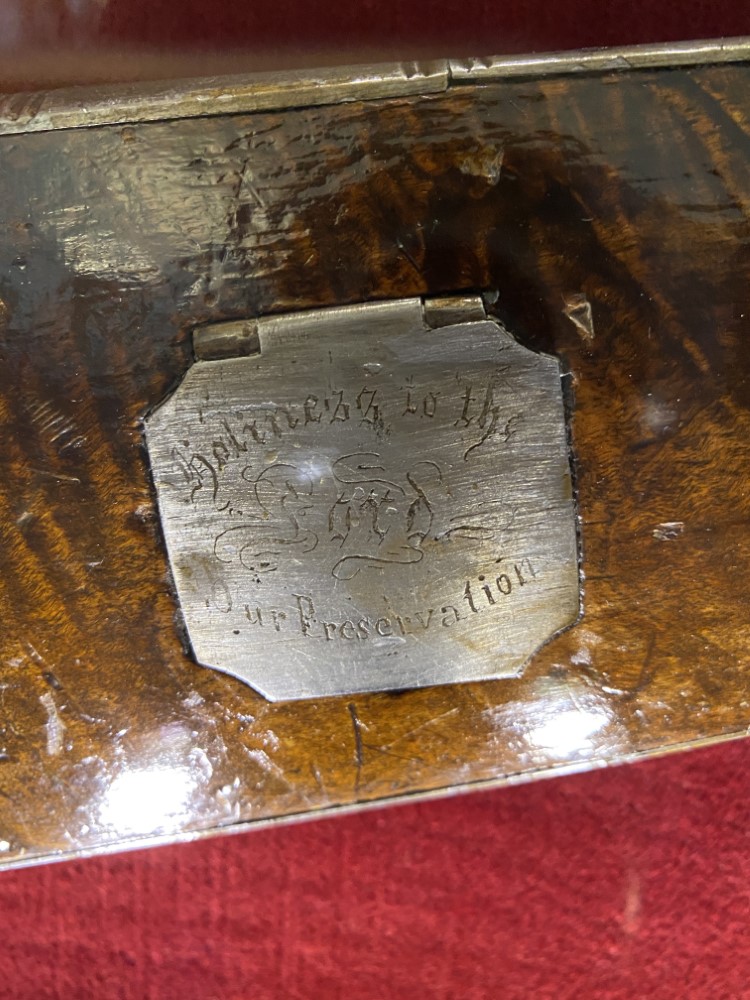 Holiness to the
Lord
Our Preservation